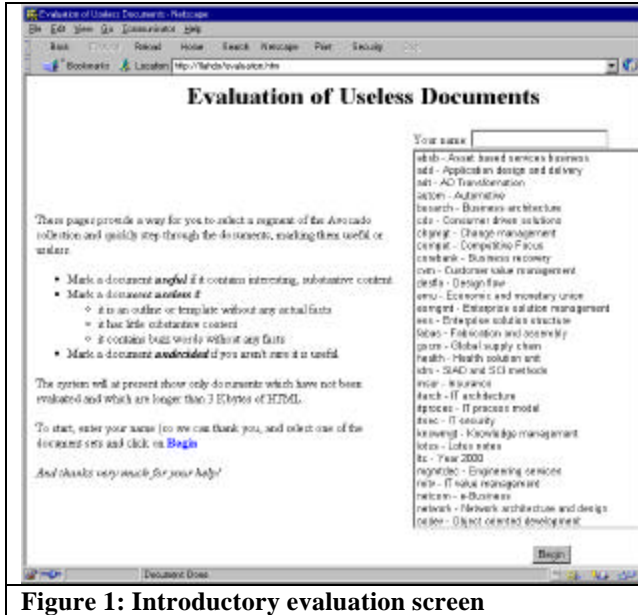 Evaluation of Useless Documents - Netscape
File Edit View Go Communicator Help
Back Reload Home Search Netscape Print Security
Bookmarks Location
Evaluation of Useless Documents
Your name
These pages provide a way for you to select a segment of the Avocado
collection and quickly step through the documents, marking them useful or
useless.
Mark a document useful if it contains interesting, substantive content
Mark a document useless if
it is an outline or template without any actual facts
it has little substantive content
it contains buzz words without any facts
Mark a document undecided if you aren't sure it is useful
The system will at present show only documents which have not been
evaluated and which are longer than 3 Kbytes of HTML.
To start, enter your name (so we can thank you, and select one of the
document sets and click on Begin
And thanks very much for your help!
absb - Asset based services business
add - Application design and delivery
adt - AD Transformation
autom - Automotive
busarch - Business architecture
cds - Consumer driven solutions
chgmgt - Change management
compet - Competitive Focus
- Business recovery
cvm - Customer value management
- Design flow
emu - Economic and monetary union
esmgmt - Enterprise solution management
ess - Enterprise solution structure
fabas - Fabrication and assembly
gscm - Global supply chain
health - Health solution unit
idm - SIAD and SCI methods
insur - Insurance
itarch - IT architecture
itproces - IT process model
itsec - IT security
knowmgt - Knowledge management
lotus - Lotus notes
ltc - Year 2000
- Engineering services
- IT value management
netcom - e-Business
network - Network architecture and design
- Object oriented development
Begin
Document Done
Figure 1: Introductory evaluation screen